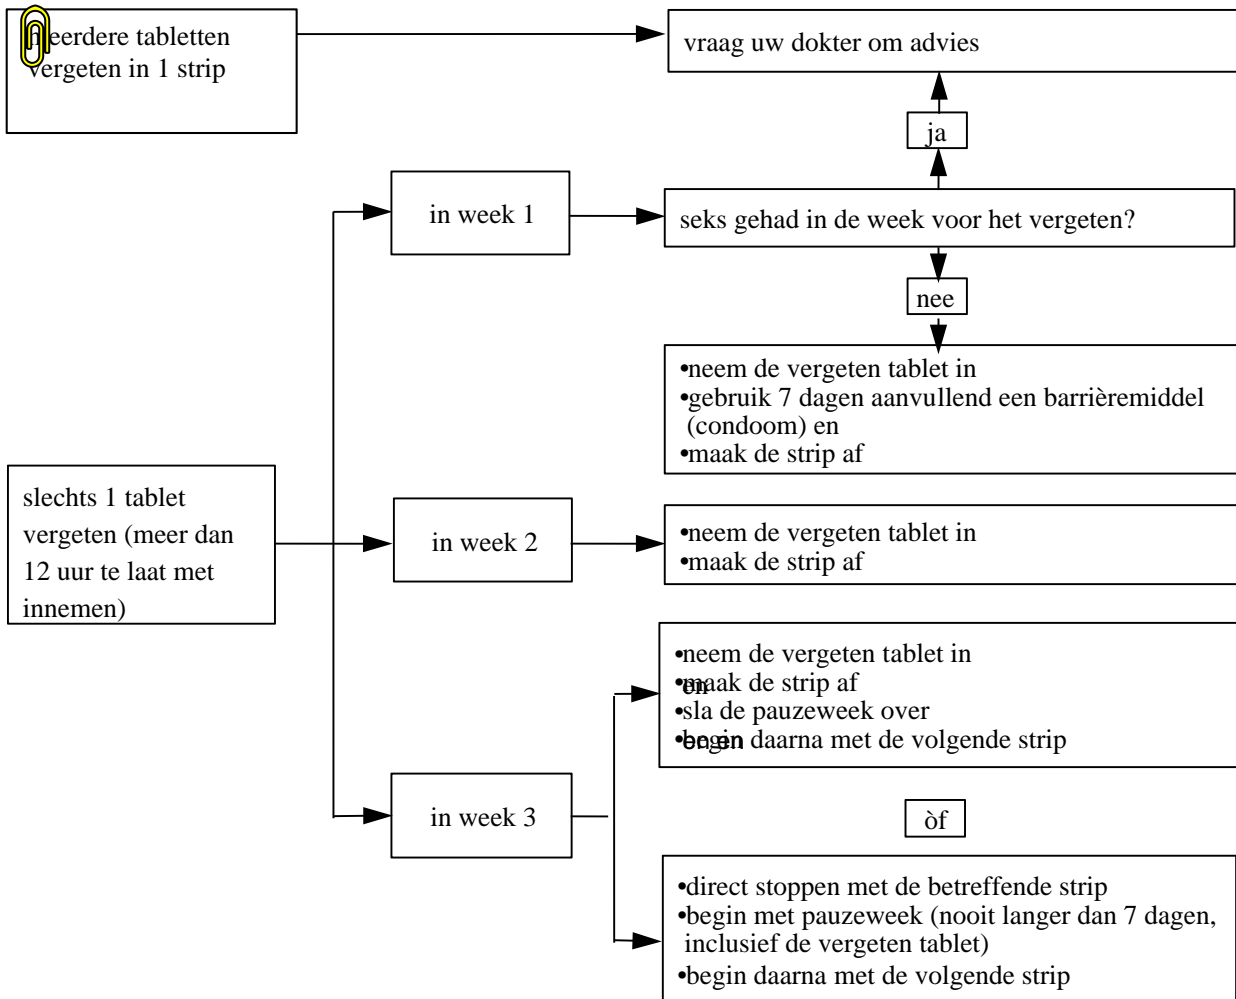 meerdere tabletten
vergeten in 1 strip
vraag uw dokter om advies
ja
in week 1
seks gehad in de week voor het vergeten?
nee
•neem de vergeten tablet in
•gebruik 7 dagen aanvullend een barrièremiddel
(condoom) en
•maak de strip af
slechts 1 tablet
vergeten (meer dan
12 uur te laat met
innemen)
in week 2
•neem de vergeten tablet in
•maak de strip af
•neem de vergeten tablet in
•maak de strip af
en
•sla de pauzeweek over
•begin daarna met de volgende strip
en en
in week 3
òf
•direct stoppen met de betreffende strip
•begin met pauzeweek (nooit langer dan 7 dagen,
inclusief de vergeten tablet)
•begin daarna met de volgende strip